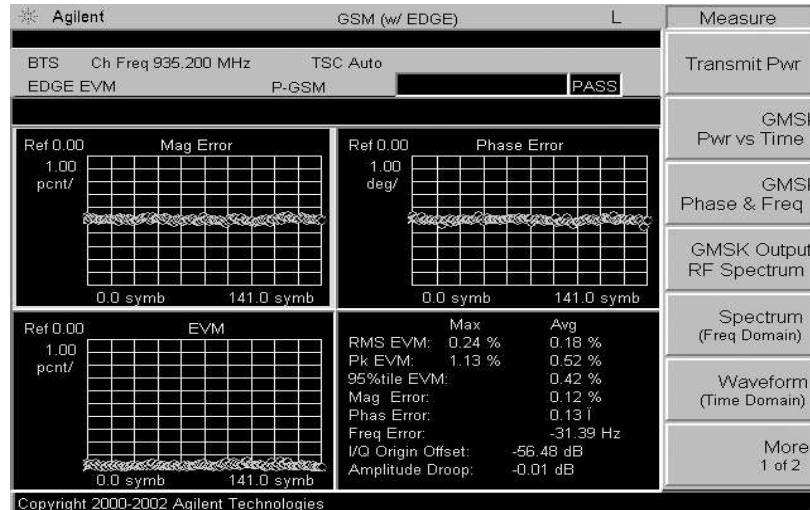 Agilent GSM (w/ EDGE) L Measure
BTS Ch Freq 935.200 MHz TSC Auto
EDGE EVM P-GSM PASS
Transmit Pwr
GMSK
Pwr vs Time
GMSK
Phase & Freq
GMSK Output
RF Spectrum
Spectrum
(Freq Domain)
Waveform
(Time Domain)
More
1 of 2
Ref 0.00 Mag Error
1.00
pcnt/
0.0 symb 141.0 symb
Ref 0.00 Phase Error
1.00
deg/
0.0 symb 141.0 symb
Ref 0.00 EVM
1.00
pcnt/
0.0 symb 141.0 symb
Max Avg
RMS EVM: 0.24 % 0.18 %
Pk EVM: 1.13 % 0.52 %
95%tile EVM: 0.42 %
Mag Error: 0.12 %
Phas Error: 0.13 Ï
Freq Error: -31.39 Hz
I/Q Origin Offset: -56.48 dB
Amplitude Droop: -0.01 dB
Copyright 2000-2002 Agilent Technologies